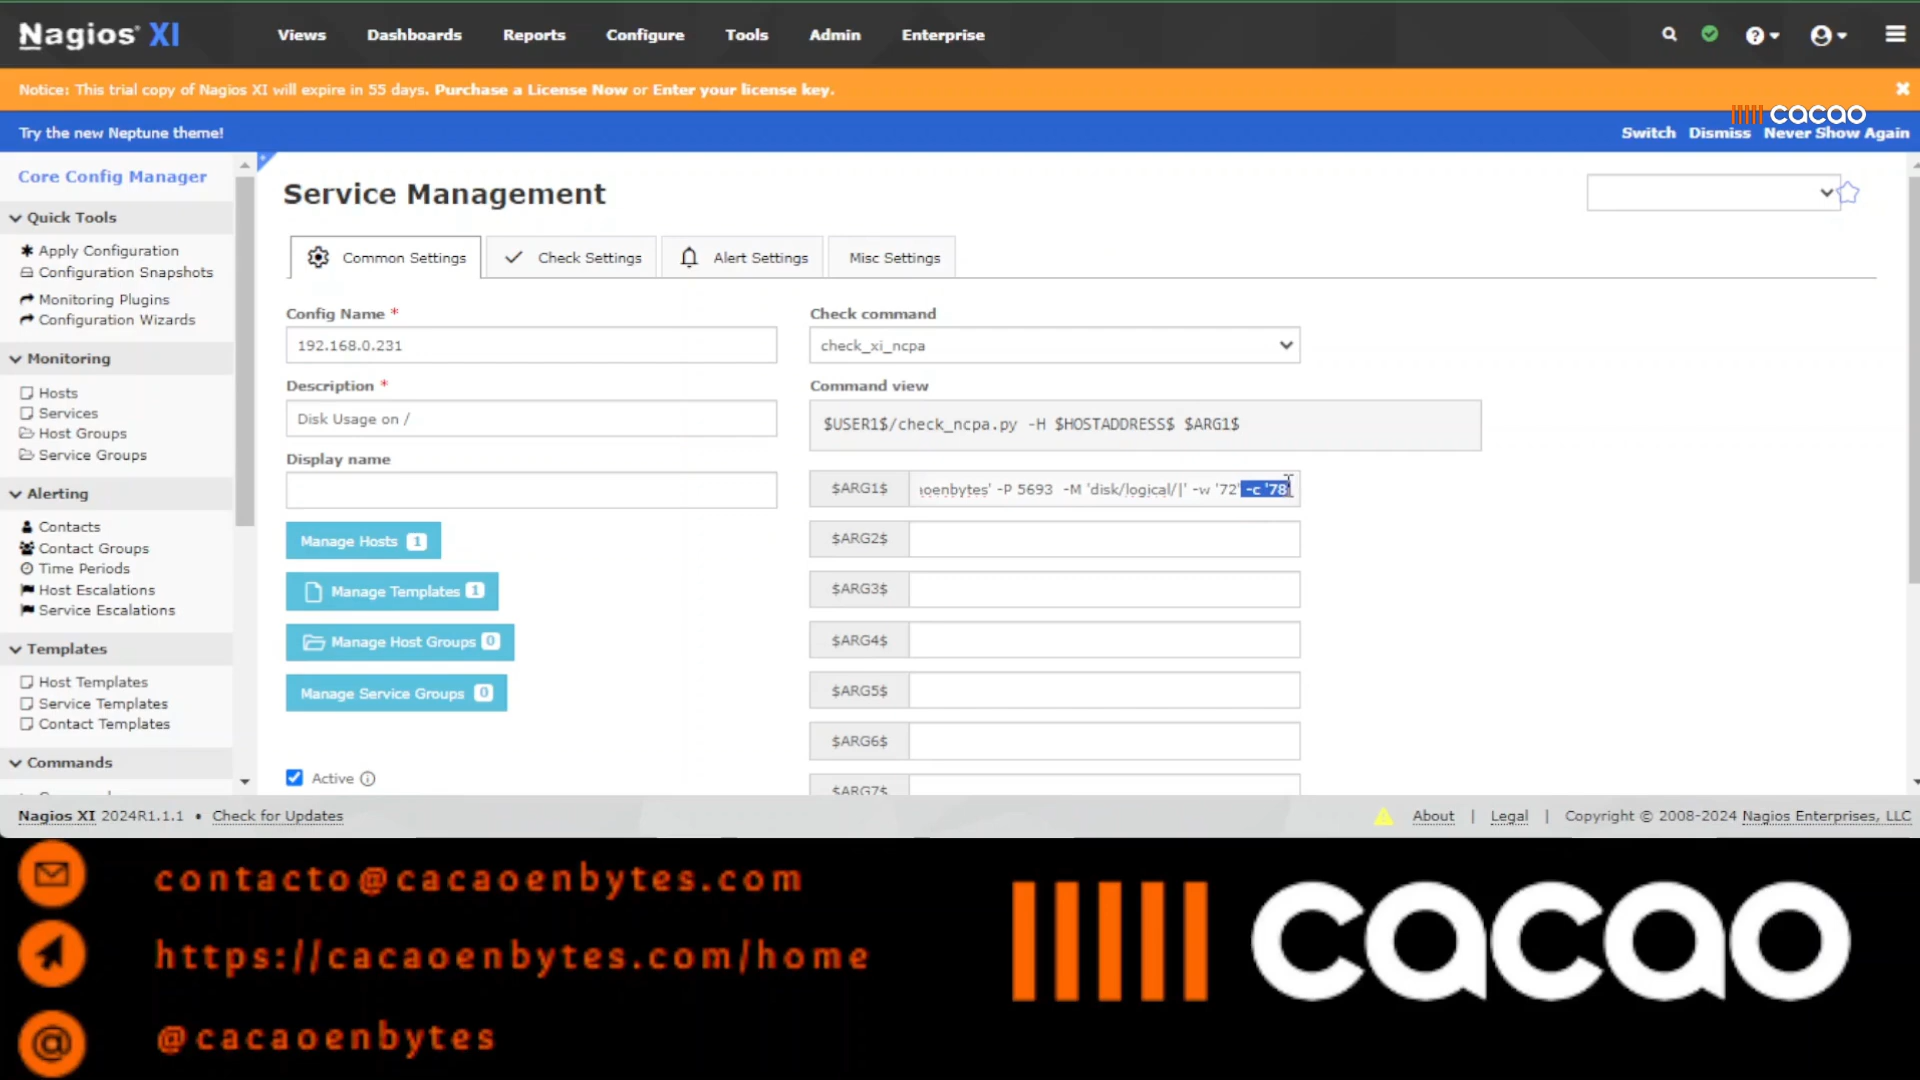 Nagios® XI
Views
Dashboards
Reports
Configure
Tools
Admin
Enterprise
Notice: This trial copy of Nagios XI will expire in 55 days. Purchase a License Now or Enter your license key.
cacao
Try the new Neptune theme!
Switch
Dismiss
Never Show Again
Core Config Manager
Quick Tools
Apply Configuration
Configuration Snapshots
Monitoring Plugins
Configuration Wizards
Monitoring
Hosts
Services
Host Groups
Service Groups
Alerting
Contacts
Contact Groups
Time Periods
Host Escalations
Service Escalations
Templates
Host Templates
Service Templates
Contact Templates
Commands
Service Management
Common Settings
Check Settings
Alert Settings
Misc Settings
Config Name *
192.168.0.231
Description *
Disk Usage on /
Display name
Manage Hosts 1
Manage Templates 1
Manage Host Groups 0
Manage Service Groups 0
Active
Check command
check_xi_ncpa
Command view
$USER1$/check_ncpa.py -H $HOSTADDRESS$ $ARG1$
$ARG1$
-P 5693 -M 'disk/logical/|' -w '72' -c '78'
$ARG2$
$ARG3$
$ARG4$
$ARG5$
$ARG6$
$ARG7$
Nagios XI 2024R1.1.1 • Check for Updates
About | Legal | Copyright © 2008-2024 Nagios Enterprises, LLC
contacto@cacaoenbytes.com
https://cacaoenbytes.com/home
@cacaoenbytes
cacao